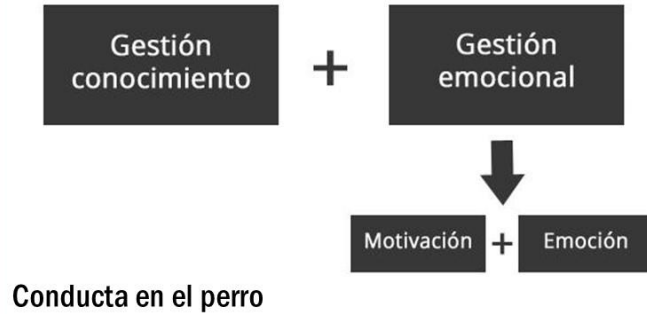 Gestión
conocimiento
+
Gestión
emocional
Motivación + Emoción
Conducta en el perro